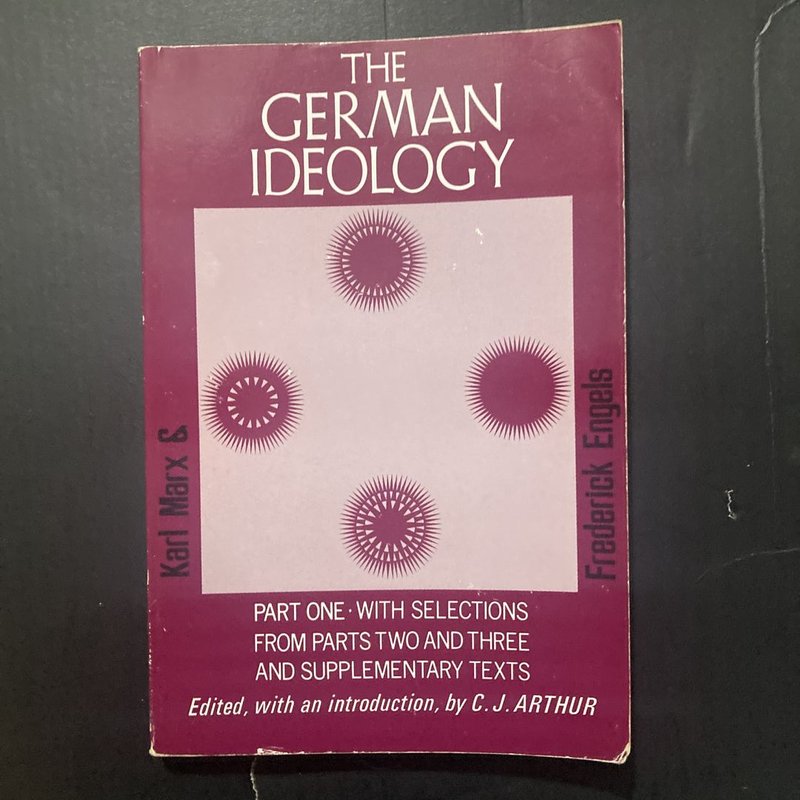 THE
GERMAN
IDEOLOGY
Karl Marx &
Frederick Engels
PART ONE · WITH SELECTIONS
FROM PARTS TWO AND THREE
AND SUPPLEMENTARY TEXTS
Edited, with an introduction, by C. J. ARTHUR